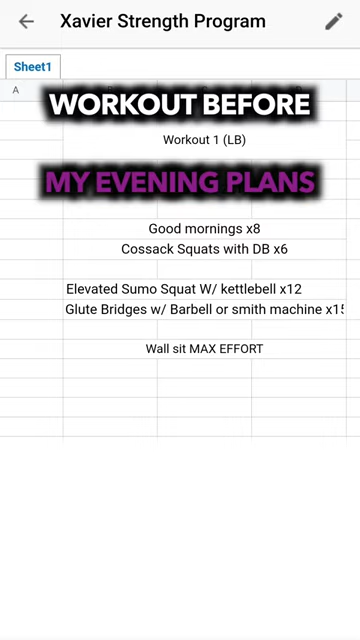 Xavier Strength Program
Sheet1
A
WORKOUT BEFORE
Workout 1 (LB)
MY EVENING PLANS
Good mornings x8
Cossack Squats with DB x6
Elevated Sumo Squat W/ kettlebell x12
Glute Bridges w/ Barbell or smith machine x15
Wall sit MAX EFFORT